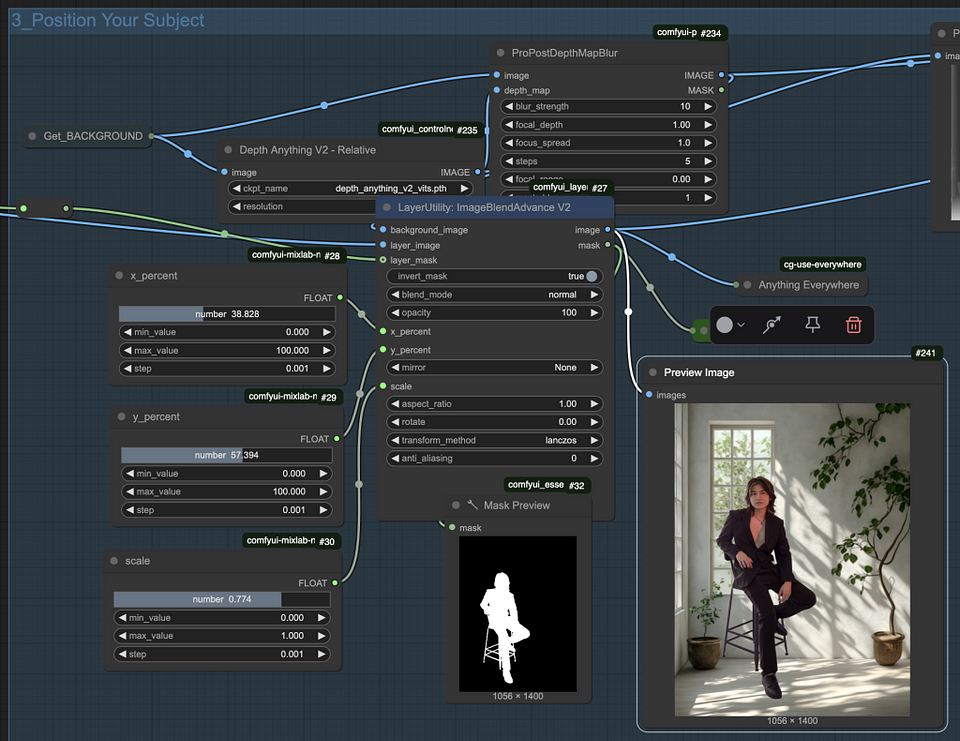 3_Position Your Subject
comfyui-p #234
ProPostDepthMapBlur
image IMAGE
depth_map MASK
blur_strength 10
focal_depth 1.00
focus_spread 1.0
steps 5
focal_range 0.00
1
Get_BACKGROUND
comfyui_controlne #235
Depth Anything V2 - Relative
image IMAGE
ckpt_name depth_anything_v2_vits.pth
resolution
comfyui_layer #27
LayerUtility: ImageBlendAdvance V2
background_image image
layer_image mask
layer_mask
invert_mask true
blend_mode normal
opacity 100
x_percent
y_percent
mirror None
scale
aspect_ratio 1.00
rotate 0.00
transform_method lanczos
anti_aliasing 0
comfyui-mixlab-n #28
x_percent
FLOAT
number 38.828
min_value 0.000
max_value 100.000
step 0.001
comfyui-mixlab-n #29
y_percent
FLOAT
number 57.394
min_value 0.000
max_value 100.000
step 0.001
comfyui-mixlab-n #30
scale
FLOAT
number 0.774
min_value 0.000
max_value 1.000
step 0.001
comfyui_esse #32
Mask Preview
mask
1056 × 1400
cg-use-everywhere
Anything Everywhere
#241
Preview Image
images
1056 × 1400
P
ima